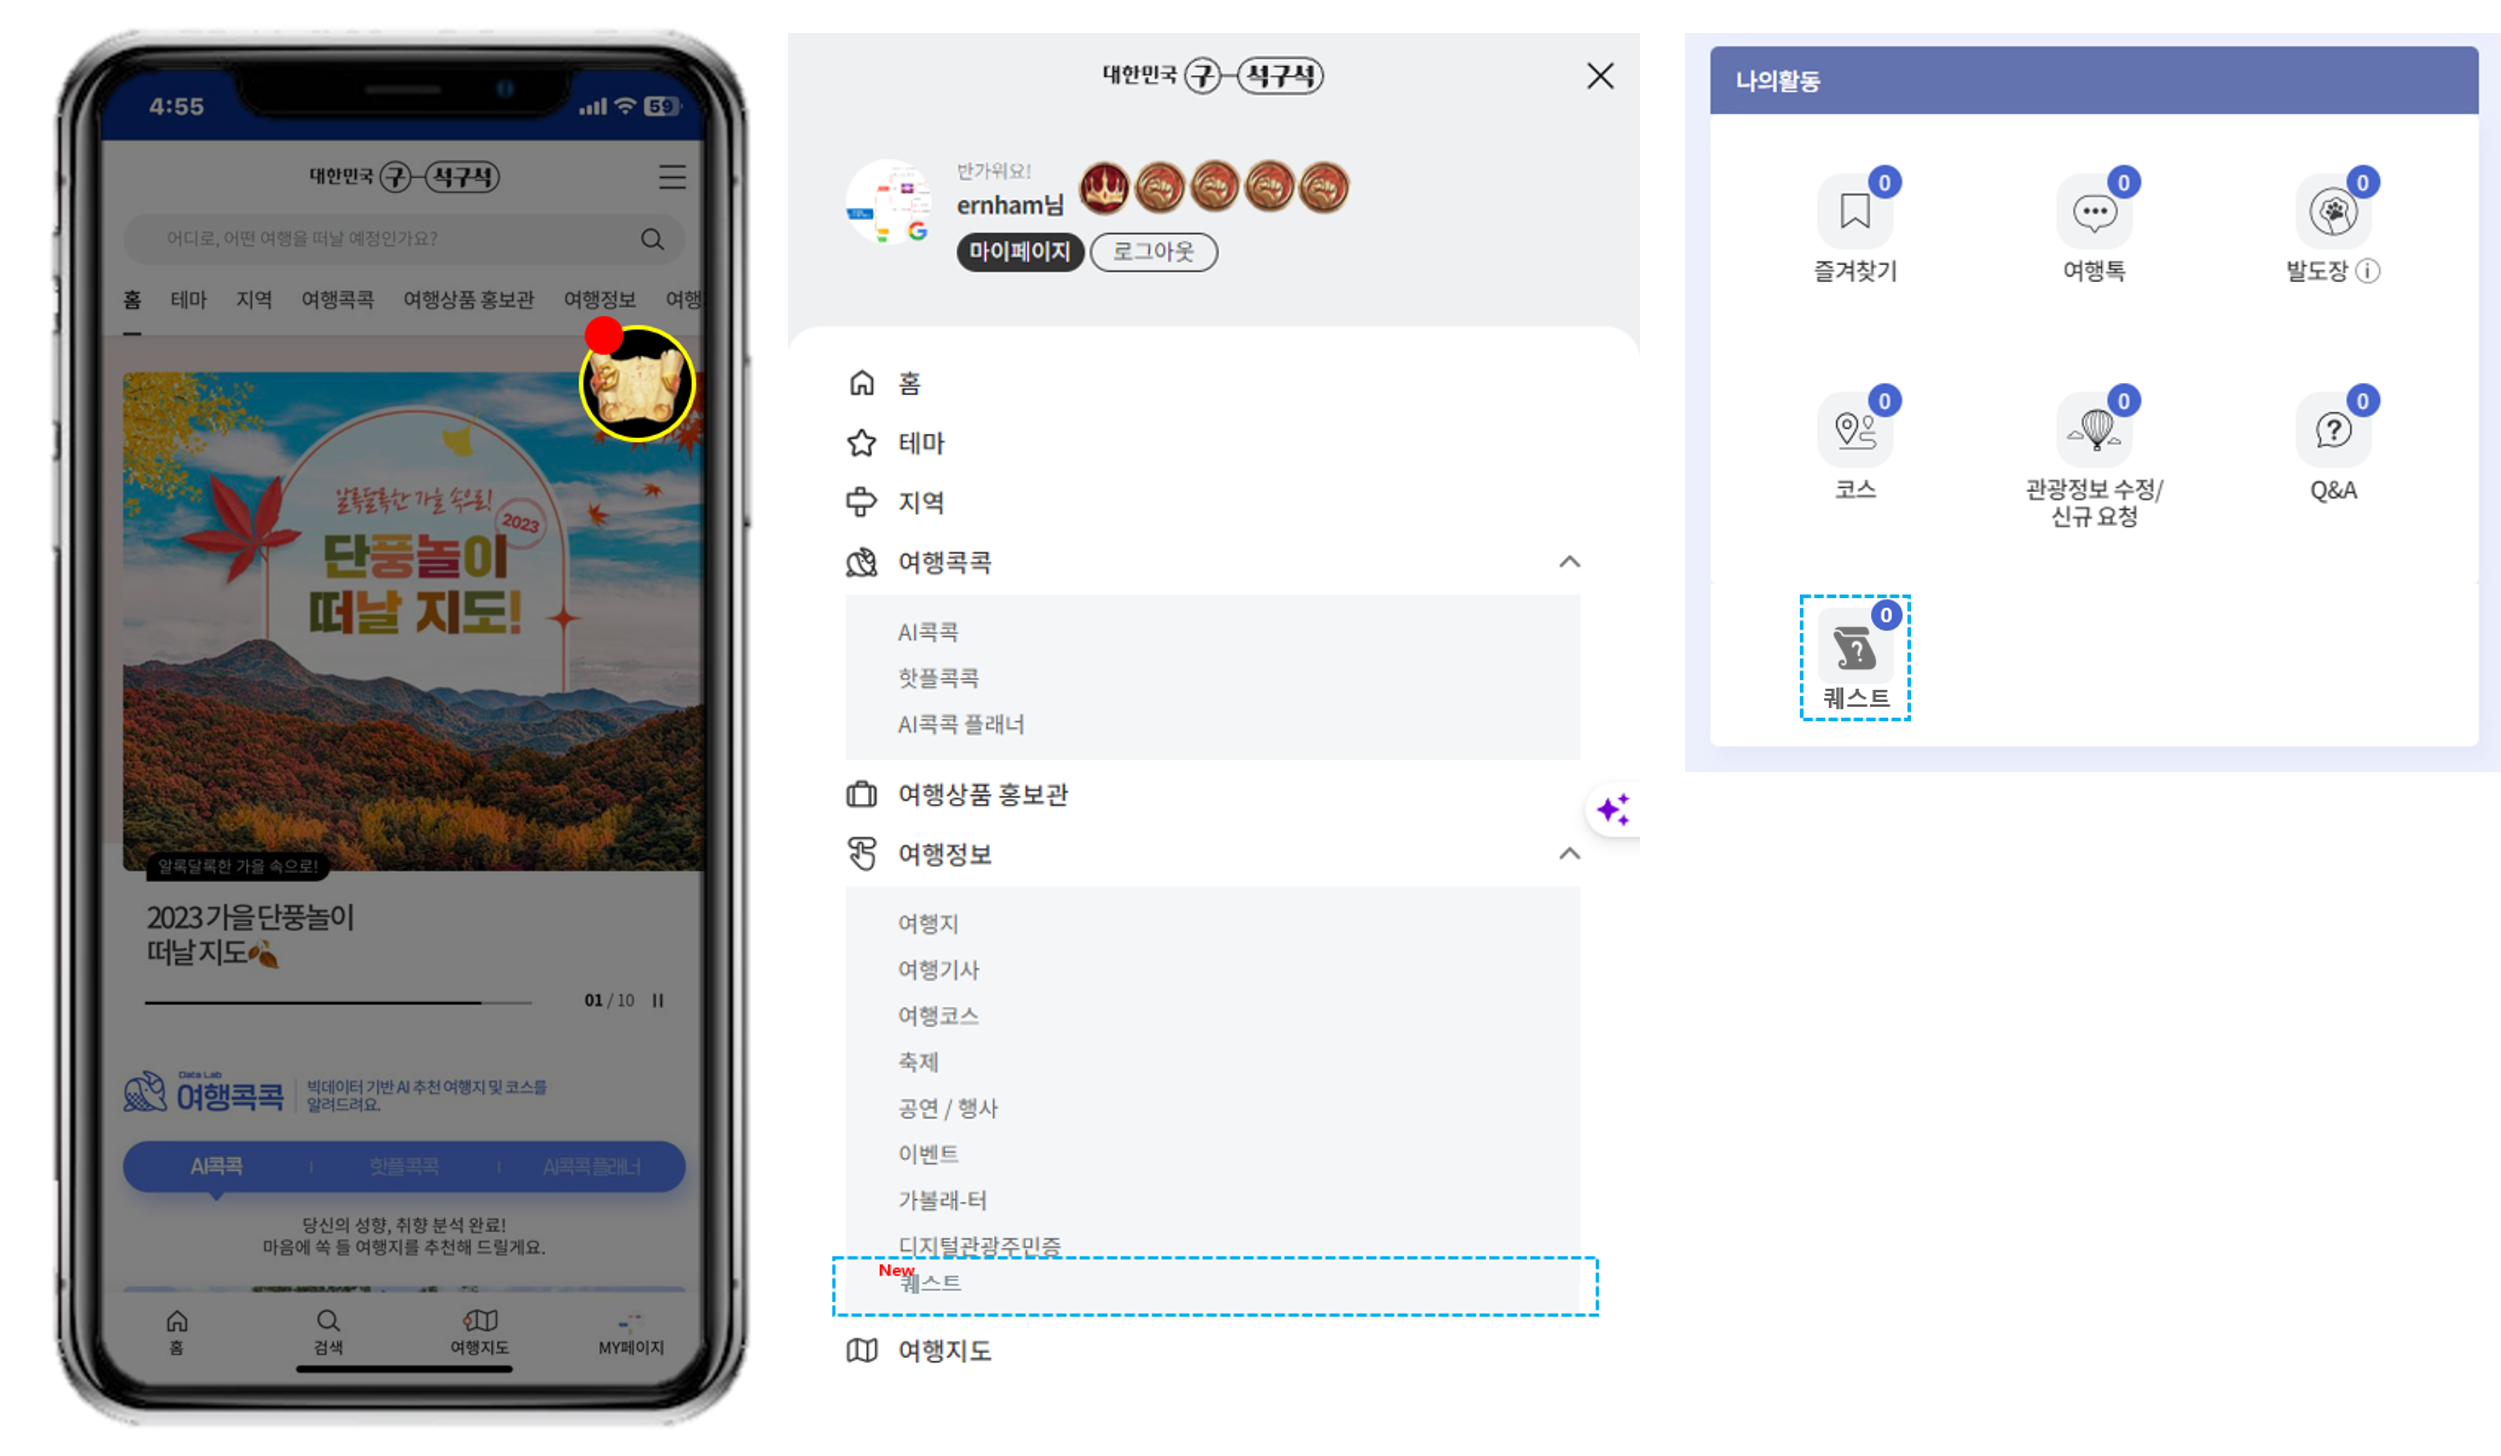 4:55
59
대한민국 구석구석
어디로, 어떤 여행을 떠날 예정인가요?
홈 테마 지역 여행콕콕 여행상품 홍보관 여행정보 여행
알록달록한 가을 속으로!
2023
단풍놀이
떠날 지도!
알록달록한 가을 속으로!
2023 가을 단풍놀이
떠날 지도
01 / 10
Data Lab
여행콕콕
빅데이터 기반 AI 추천 여행지 및 코스를
알려드려요.
AI콕콕 핫플콕콕 AI콕콕 플래너
당신의 성향, 취향 분석 완료!
마음에 쏙 들 여행지를 추천해 드릴게요.
홈 검색 여행지도 MY페이지
대한민국 구석구석
반가워요!
ernham님
마이페이지 로그아웃
홈
테마
지역
여행콕콕
AI콕콕
핫플콕콕
AI콕콕 플래너
여행상품 홍보관
여행정보
여행지
여행기사
여행코스
축제
공연 / 행사
이벤트
가볼래-터
디지털관광주민증
New
퀘스트
여행지도
나의활동
0 0 0
즐겨찾기 여행톡 발도장 i
0 0 0
코스 관광정보 수정/ Q&A
신규 요청
0
퀘스트